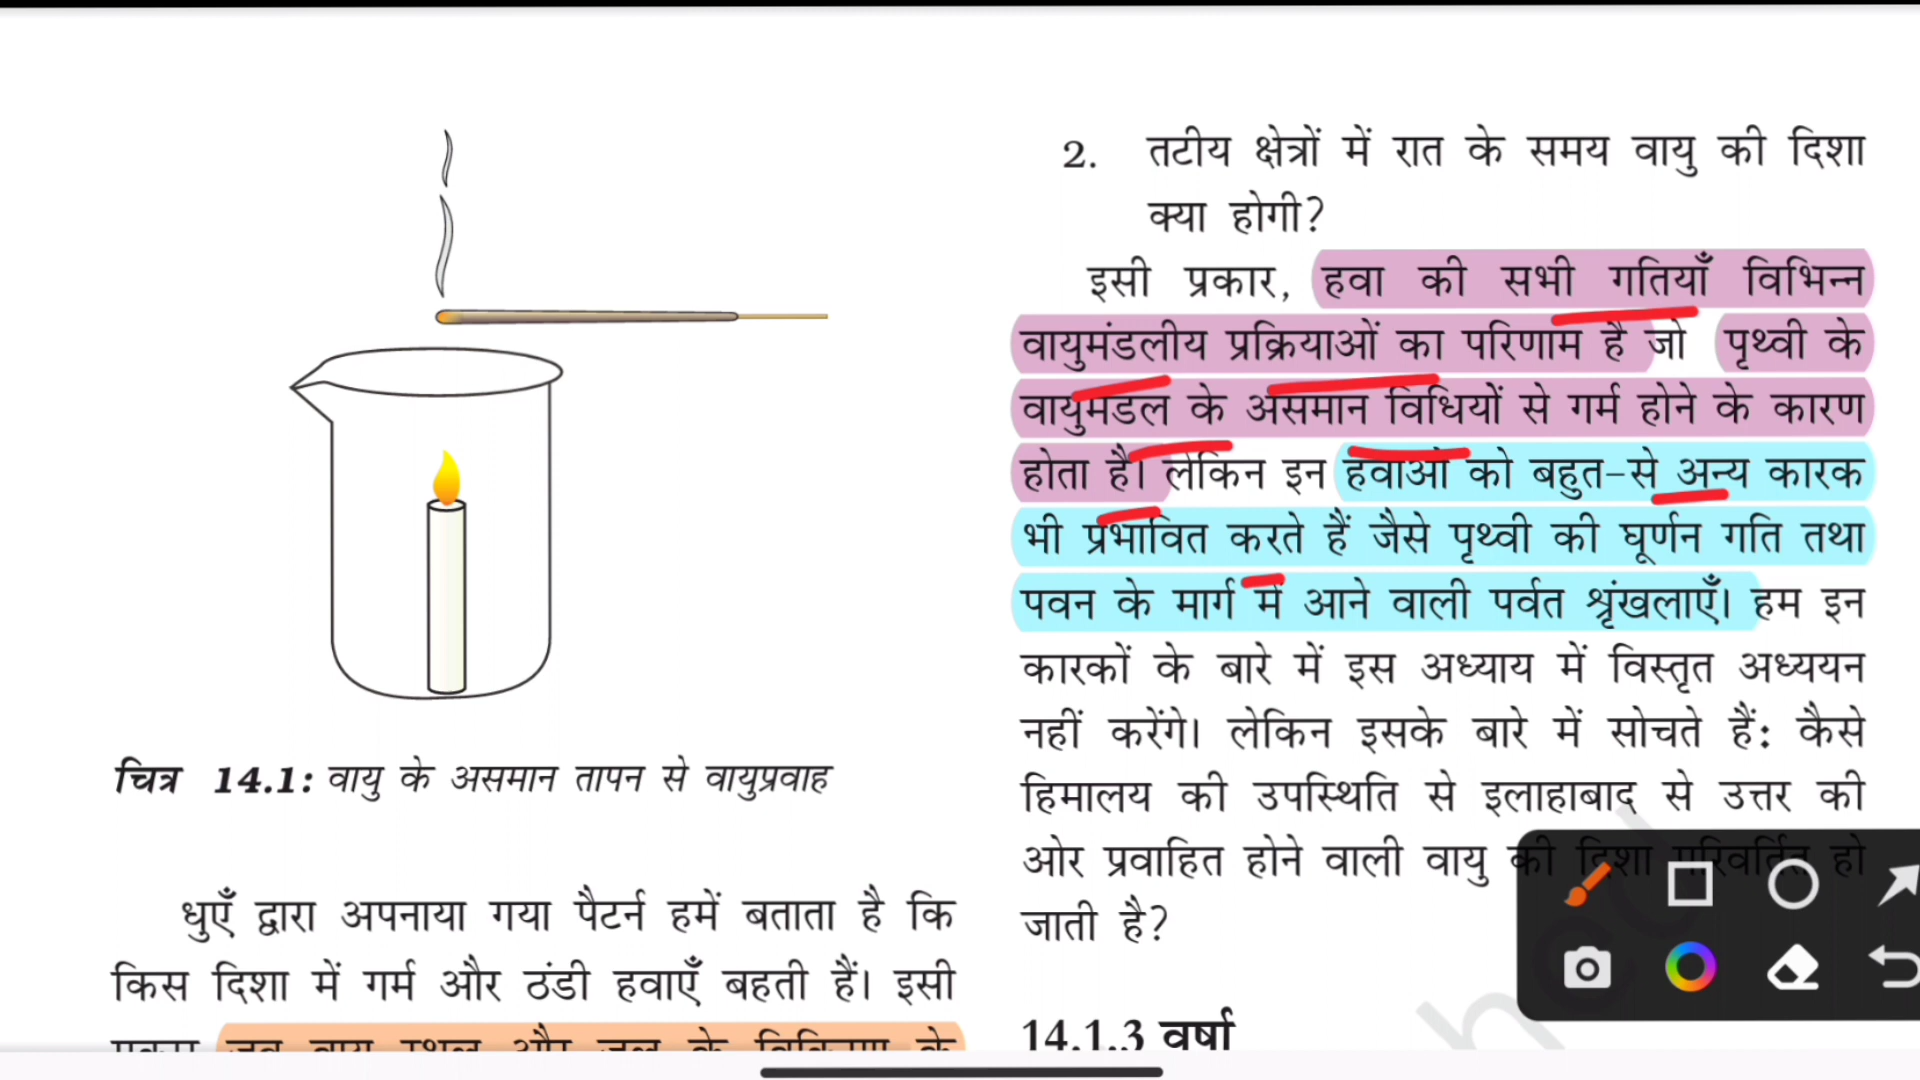 चित्र 14.1: वायु के असमान तापन से वायुप्रवाह
धुएँ द्वारा अपनाया गया पैटर्न हमें बताता है कि
किस दिशा में गर्म और ठंडी हवाएँ बहती हैं। इसी
2. तटीय क्षेत्रों में रात के समय वायु की दिशा
क्या होगी?
इसी प्रकार, हवा की सभी गतियाँ विभिन्न
वायुमंडलीय प्रक्रियाओं का परिणाम है जो पृथ्वी के
वायुमंडल के असमान विधियों से गर्म होने के कारण
होता है। लेकिन इन हवाओं को बहुत-से अन्य कारक
भी प्रभावित करते हैं जैसे पृथ्वी की घूर्णन गति तथा
पवन के मार्ग में आने वाली पर्वत श्रृंखलाएँ। हम इन
कारकों के बारे में इस अध्याय में विस्तृत अध्ययन
नहीं करेंगे। लेकिन इसके बारे में सोचते हैं: कैसे
हिमालय की उपस्थिति से इलाहाबाद से उत्तर की
ओर प्रवाहित होने वाली वायु की दिशा परिवर्तित हो
जाती है?
14.1.3 वर्षा